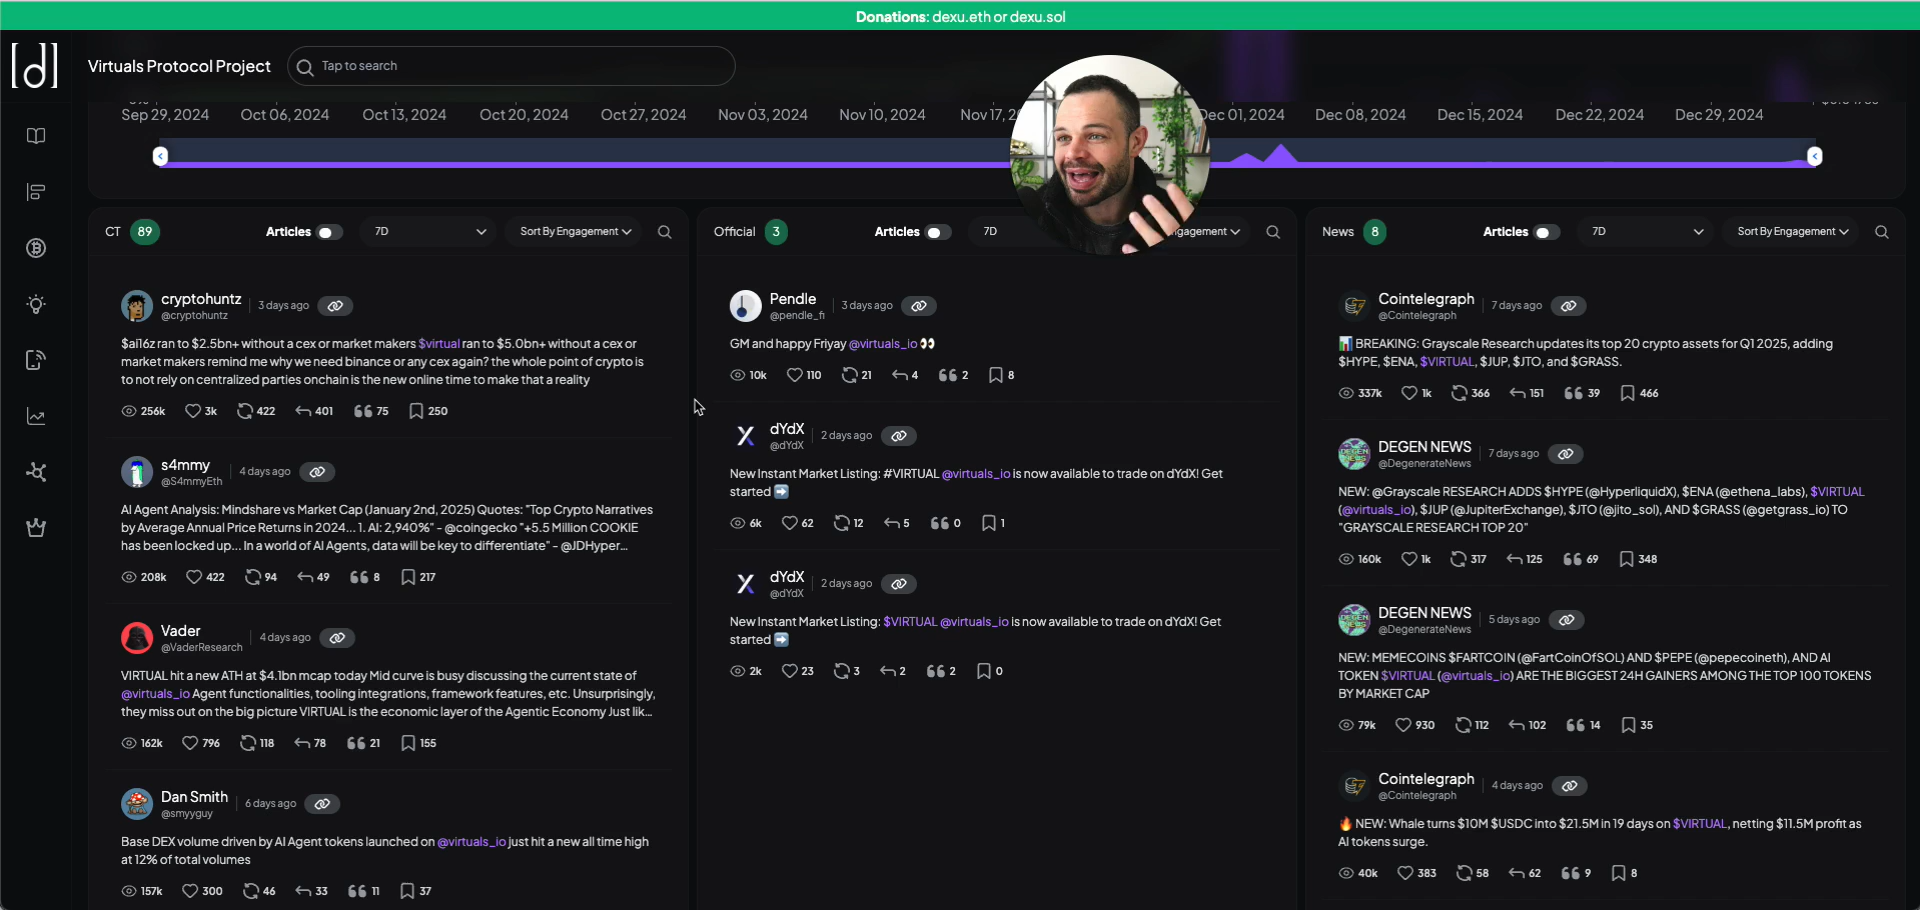 Donations: dexu.eth or dexu.sol
[d]
Virtuals Protocol Project
Tap to search
Sep 29, 2024 Oct 06, 2024 Oct 13, 2024 Oct 20, 2024 Oct 27, 2024 Nov 03, 2024 Nov 10, 2024 Nov 17, 2 Dec 01, 2024 Dec 08, 2024 Dec 15, 2024 Dec 22, 2024 Dec 29, 2024
CT 89 Articles 7D Sort By Engagement
cryptohuntz 3 days ago
@cryptohuntz
$ai16z ran to $2.5bn+ without a cex or market makers $virtual ran to $5.0bn+ without a cex or
market makers remind me why we need binance or any cex again? the whole point of crypto is
to not rely on centralized parties onchain is the new online time to make that a reality
256k 3k 422 401 75 250
s4mmy 4 days ago
@S4mmyEth
AI Agent Analysis: Mindshare vs Market Cap (January 2nd, 2025) Quotes: "Top Crypto Narratives
by Average Annual Price Returns in 2024... 1. AI: 2,940%" - @coingecko "+5.5 Million COOKIE
has been locked up... In a world of AI Agents, data will be key to differentiate" - @JDHyper...
208k 422 94 49 8 217
Vader 4 days ago
@VaderResearch
VIRTUAL hit a new ATH at $4.1bn mcap today Mid curve is busy discussing the current state of
@virtuals_io Agent functionalities, tooling integrations, framework features, etc. Unsurprisingly,
they miss out on the big picture VIRTUAL is the economic layer of the Agentic Economy Just lik...
162k 796 118 78 21 155
Dan Smith 6 days ago
@smyyguy
Base DEX volume driven by AI Agent tokens launched on @virtuals_io just hit a new all time high
at 12% of total volumes
157k 300 46 33 11 37
Official 3 Articles 7D gagement
Pendle 3 days ago
@pendle_fi
GM and happy Friyay @virtuals_io 👀
10k 110 21 4 2 8
dYdX 2 days ago
@dYdX
New Instant Market Listing: #VIRTUAL @virtuals_io is now available to trade on dYdX! Get
started ➡️
6k 62 12 5 0 1
dYdX 2 days ago
@dYdX
New Instant Market Listing: $VIRTUAL @virtuals_io is now available to trade on dYdX! Get
started ➡️
2k 23 3 2 2 0
News 8 Articles 7D Sort By Engagement
Cointelegraph 7 days ago
@Cointelegraph
📊 BREAKING: Grayscale Research updates its top 20 crypto assets for Q1 2025, adding
$HYPE, $ENA, $VIRTUAL, $JUP, $JTO, and $GRASS.
337k 1k 366 151 39 466
DEGEN NEWS 7 days ago
@DegenerateNews
NEW: @Grayscale RESEARCH ADDS $HYPE (@HyperliquidX), $ENA (@ethena_labs), $VIRTUAL
(@virtuals_io), $JUP (@JupiterExchange), $JTO (@jito_sol), AND $GRASS (@getgrass_io) TO
"GRAYSCALE RESEARCH TOP 20"
160k 1k 317 125 69 348
DEGEN NEWS 5 days ago
@DegenerateNews
NEW: MEMECOINS $FARTCOIN (@FartCoinOfSOL) AND $PEPE (@pepecoineth), AND AI
TOKEN $VIRTUAL (@virtuals_io) ARE THE BIGGEST 24H GAINERS AMONG THE TOP 100 TOKENS
BY MARKET CAP
79k 930 112 102 14 35
Cointelegraph 4 days ago
@Cointelegraph
🔥 NEW: Whale turns $10M $USDC into $21.5M in 19 days on $VIRTUAL, netting $11.5M profit as
AI tokens surge.
40k 383 58 62 9 8